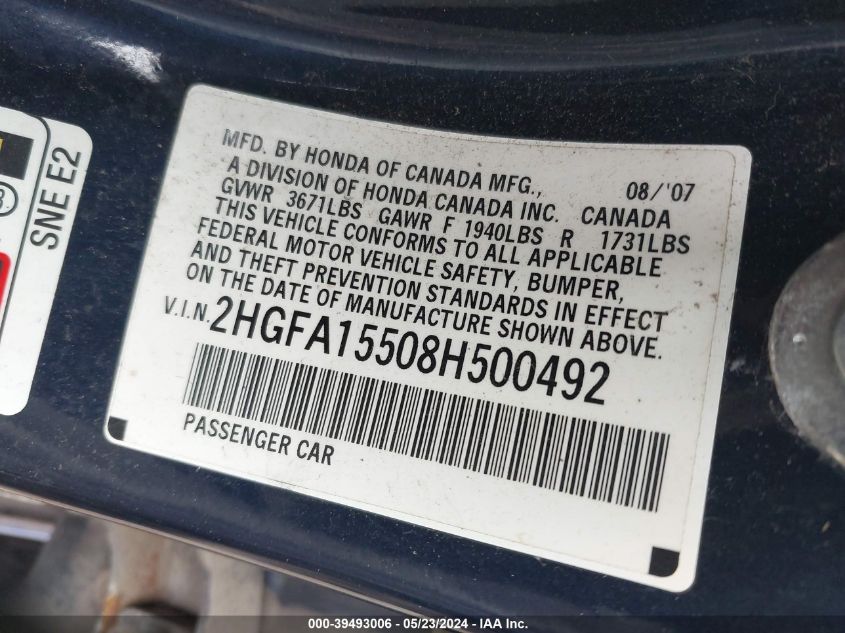 MFD. BY HONDA OF CANADA MFG., 08/'07
A DIVISION OF HONDA CANADA INC. CANADA
GVWR 3671LBS GAWR F 1940LBS R 1731LBS
THIS VEHICLE CONFORMS TO ALL APPLICABLE
FEDERAL MOTOR VEHICLE SAFETY, BUMPER,
AND THEFT PREVENTION STANDARDS IN EFFECT
ON THE DATE OF MANUFACTURE SHOWN ABOVE.
V.I.N. 2HGFA15508H500492
PASSENGER CAR
SNE E2
000-39493006 - 05/23/2024 - IAA Inc.